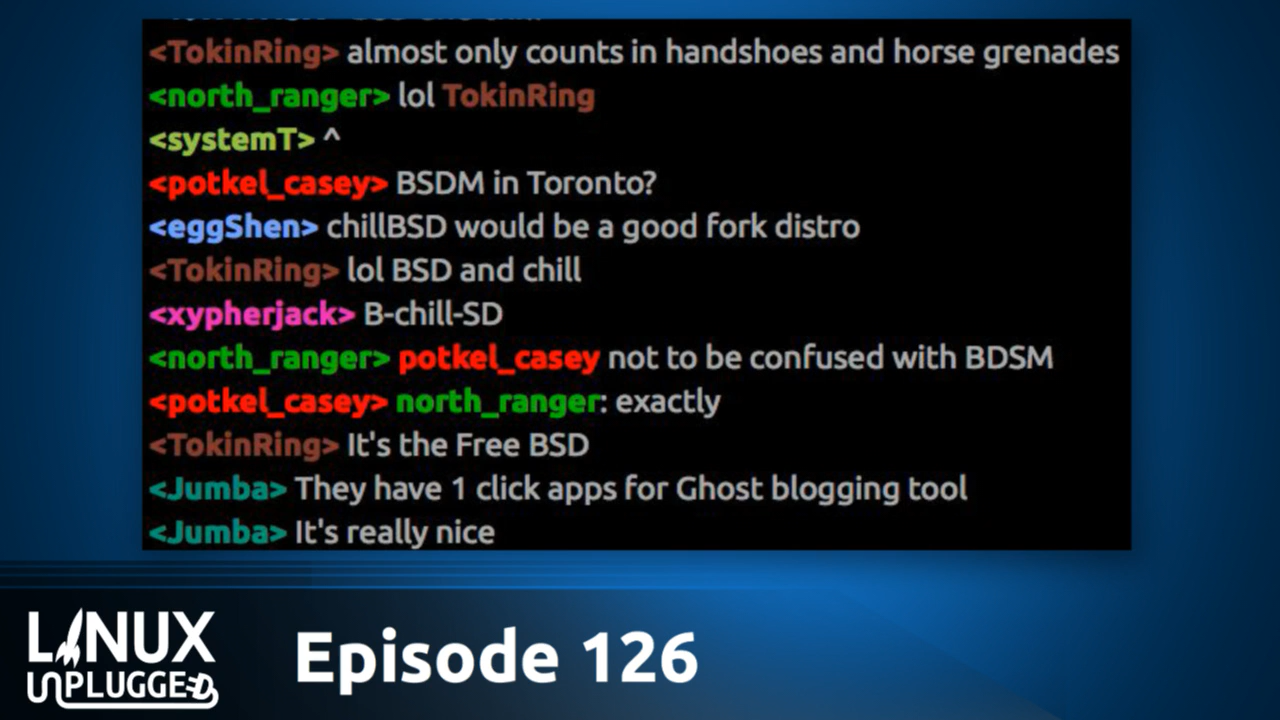 <TokinRing> almost only counts in handshoes and horse grenades
<north_ranger> lol TokinRing
<systemT> ^
<potkel_casey> BSDM in Toronto?
<eggShen> chillBSD would be a good fork distro
<TokinRing> lol BSD and chill
<xypherjack> B-chill-SD
<north_ranger> potkel_casey not to be confused with BDSM
<potkel_casey> north_ranger: exactly
<TokinRing> It's the Free BSD
<Jumba> They have 1 click apps for Ghost blogging tool
<Jumba> It's really nice
LINUX
UNPLUGGED
Episode 126